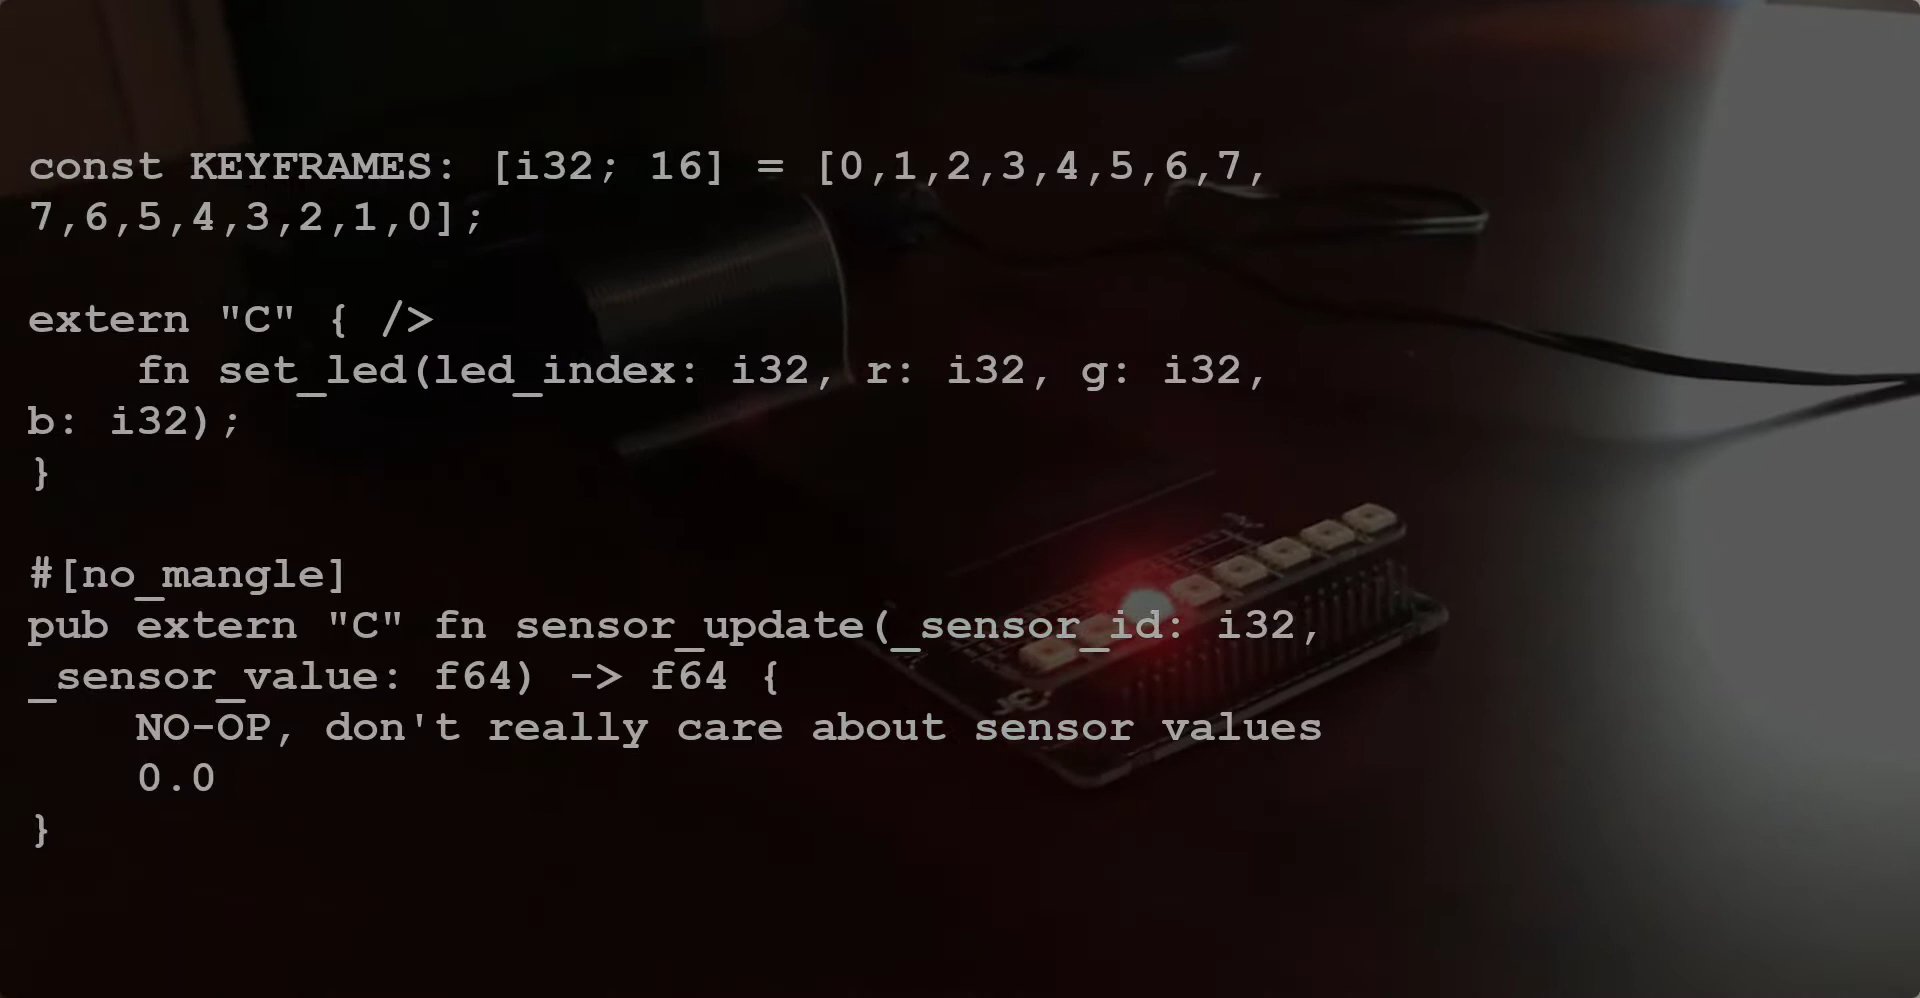 const KEYFRAMES: [i32; 16] = [0,1,2,3,4,5,6,7,
7,6,5,4,3,2,1,0];
extern "C" { />
    fn set_led(led_index: i32, r: i32, g: i32,
b: i32);
}
#[no_mangle]
pub extern "C" fn sensor_update(_sensor_id: i32,
_sensor_value: f64) -> f64 {
    NO-OP, don't really care about sensor values
    0.0
}